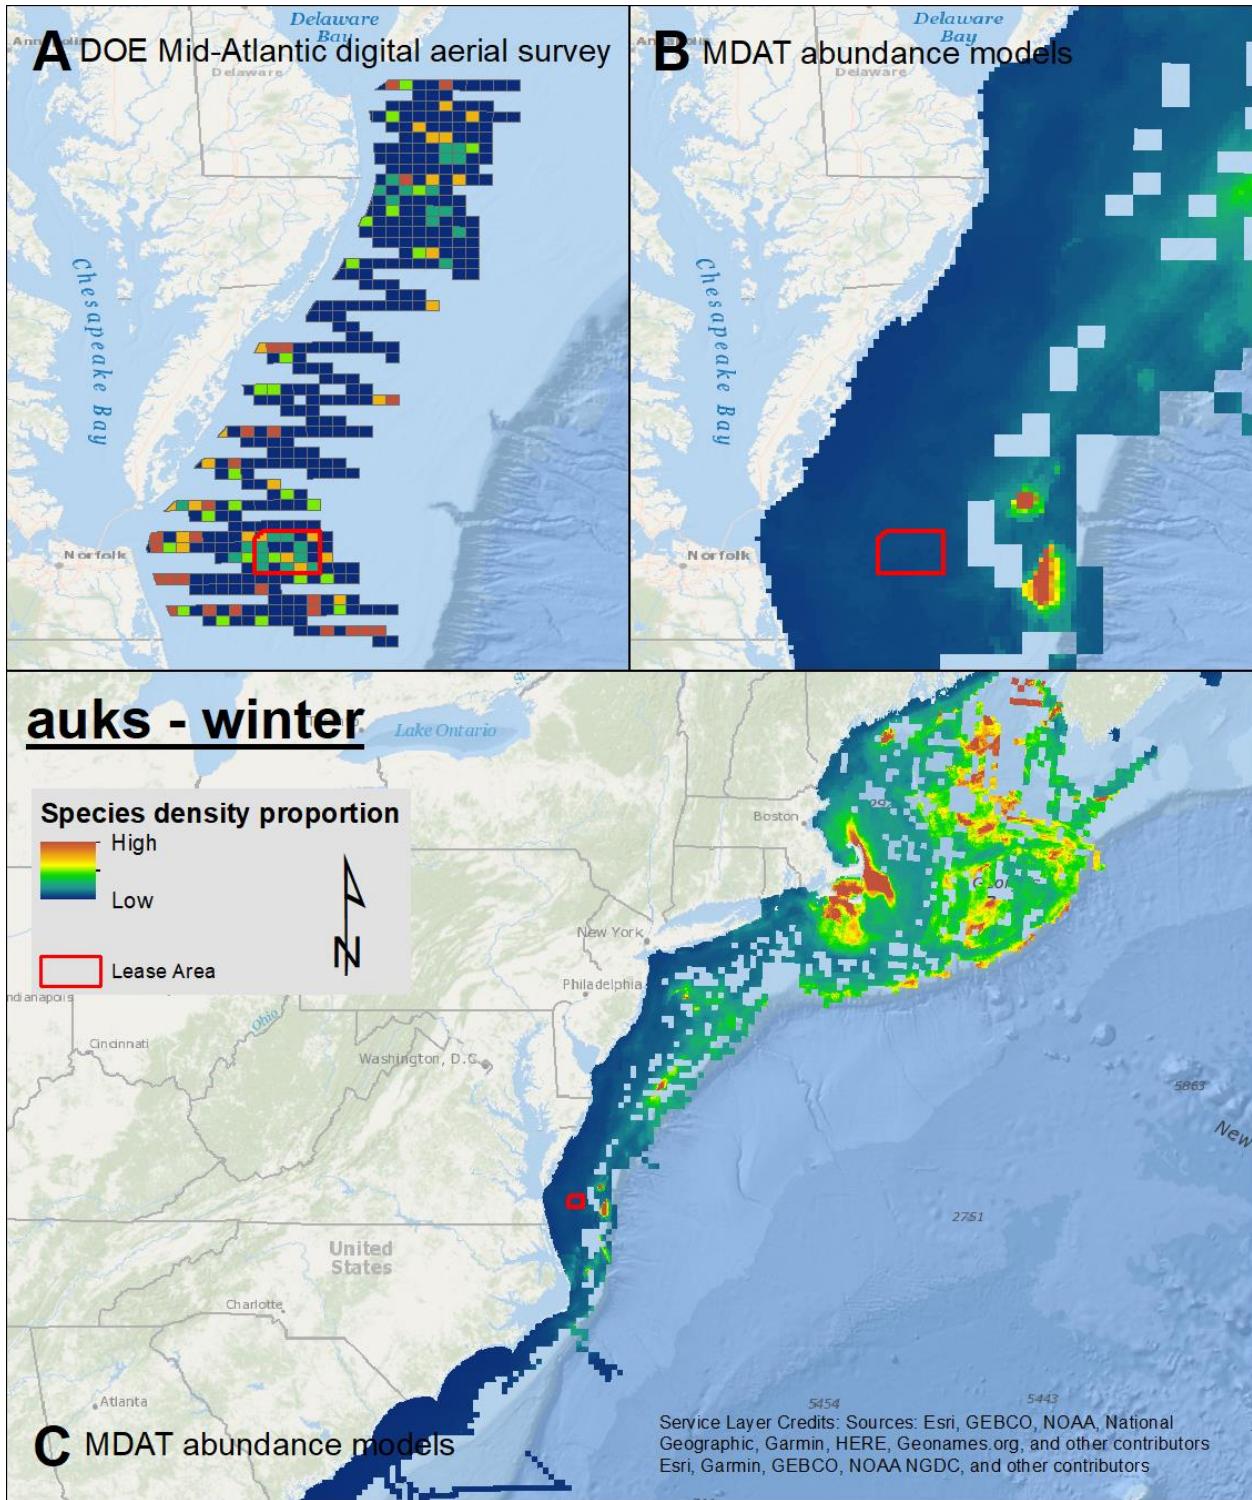 Delaware
Bay
A DOE Mid-Atlantic digital aerial survey
Delaware
Chesapeake Bay
Norfolk
Delaware
Bay
B MDAT abundance models
Delaware
Chesapeake Bay
Norfolk
auks - winter
Lake Ontario
Species density proportion
High
Low
N
Lease Area
Boston
New York
Philadelphia
ndianapolis
Ohio
Cincinnati
Washington, D.C.
5863
New
2751
United
States
Charlotte
Atlanta
5454
5443
C MDAT abundance models
Service Layer Credits: Sources: Esri, GEBCO, NOAA, National
Geographic, Garmin, HERE, Geonames.org, and other contributors
Esri, Garmin, GEBCO, NOAA NGDC, and other contributors